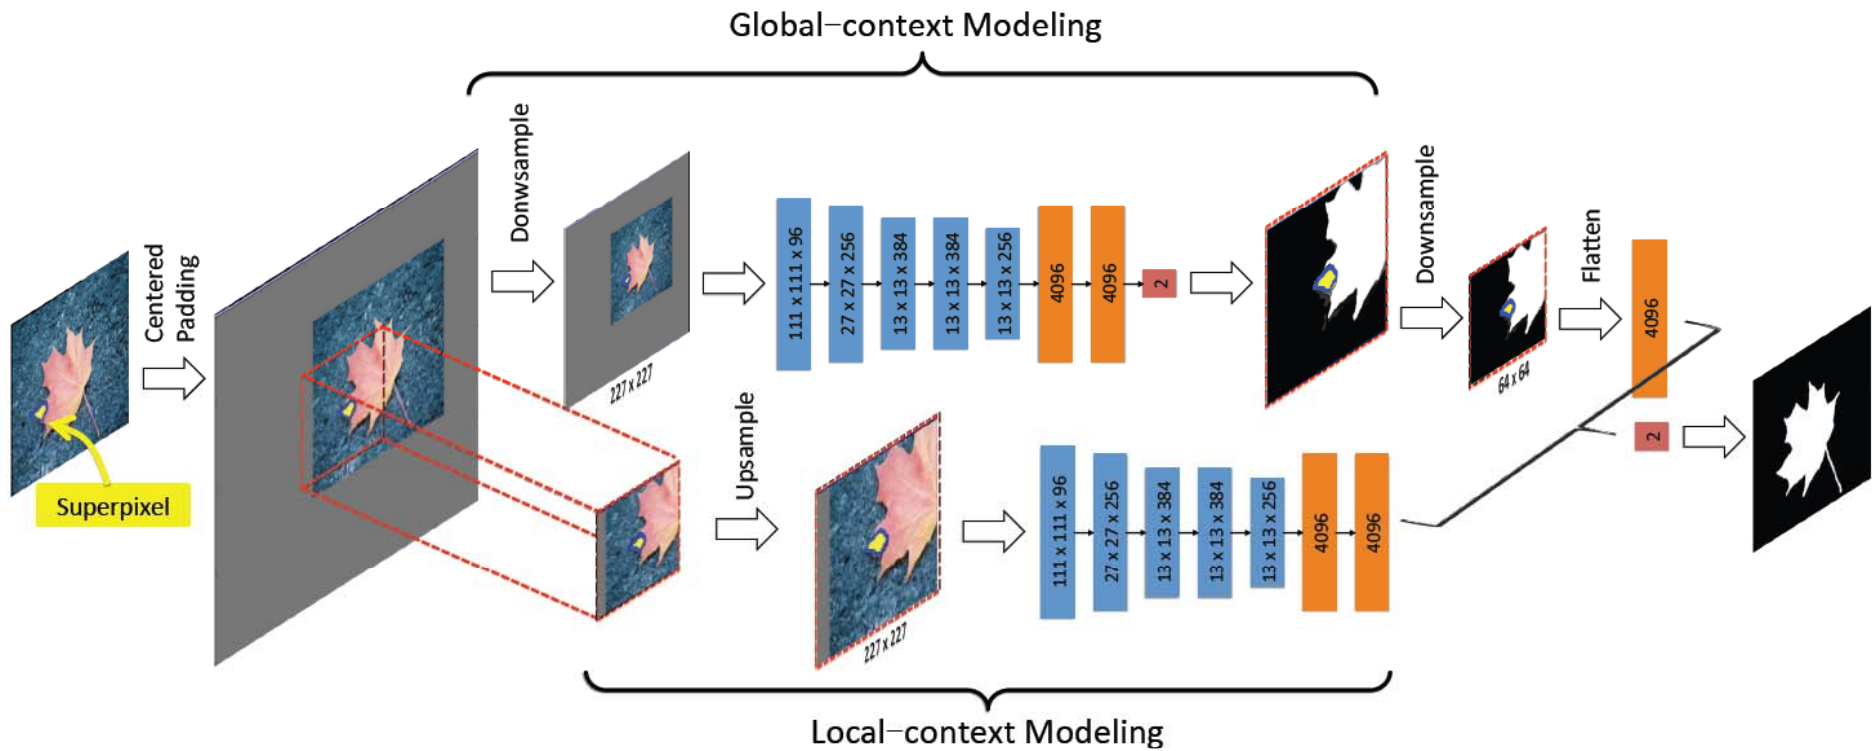 Global−context Modeling
Centered
Padding
Superpixel
Donwsample
227 x 227
111 x 111 x 96
27 x 27 x 256
13 x 13 x 384
13 x 13 x 384
13 x 13 x 256
4096
4096
2
Downsample
64 x 64
Flatten
4096
Upsample
227 x 227
111 x 111 x 96
27 x 27 x 256
13 x 13 x 384
13 x 13 x 384
13 x 13 x 256
4096
4096
2
Local−context Modeling